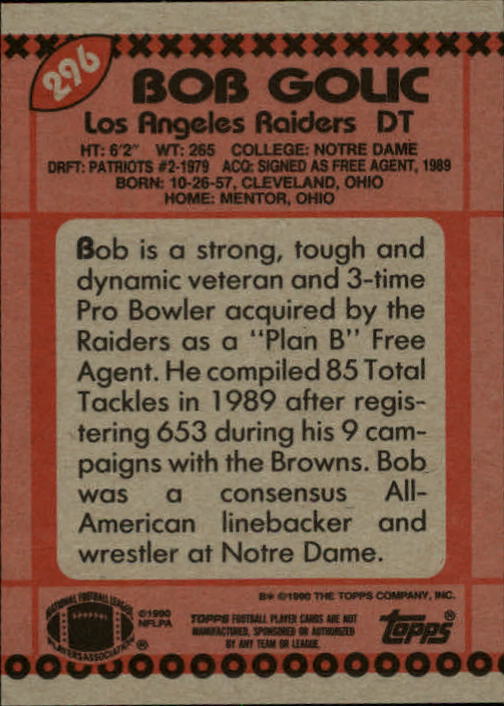 296
BOB GOLIC
Los Angeles Raiders DT
HT: 6'2" WT: 265 COLLEGE: NOTRE DAME
DRFT: PATRIOTS #2-1979 ACQ: SIGNED AS FREE AGENT, 1989
BORN: 10-26-57, CLEVELAND, OHIO
HOME: MENTOR, OHIO
Bob is a strong, tough and
dynamic veteran and 3-time
Pro Bowler acquired by the
Raiders as a "Plan B" Free
Agent. He compiled 85 Total
Tackles in 1989 after regis-
tering 653 during his 9 cam-
paigns with the Browns. Bob
was a consensus All-
American linebacker and
wrestler at Notre Dame.
B* ©1990 THE TOPPS COMPANY, INC.
NATIONAL FOOTBALL LEAGUE
PLAYERS ASSOCIATION ®
©1990
NFLPA
TOPPS FOOTBALL PLAYER CARDS ARE NOT
MANUFACTURED, SPONSORED OR AUTHORIZED
BY ANY TEAM OR LEAGUE.
topps®